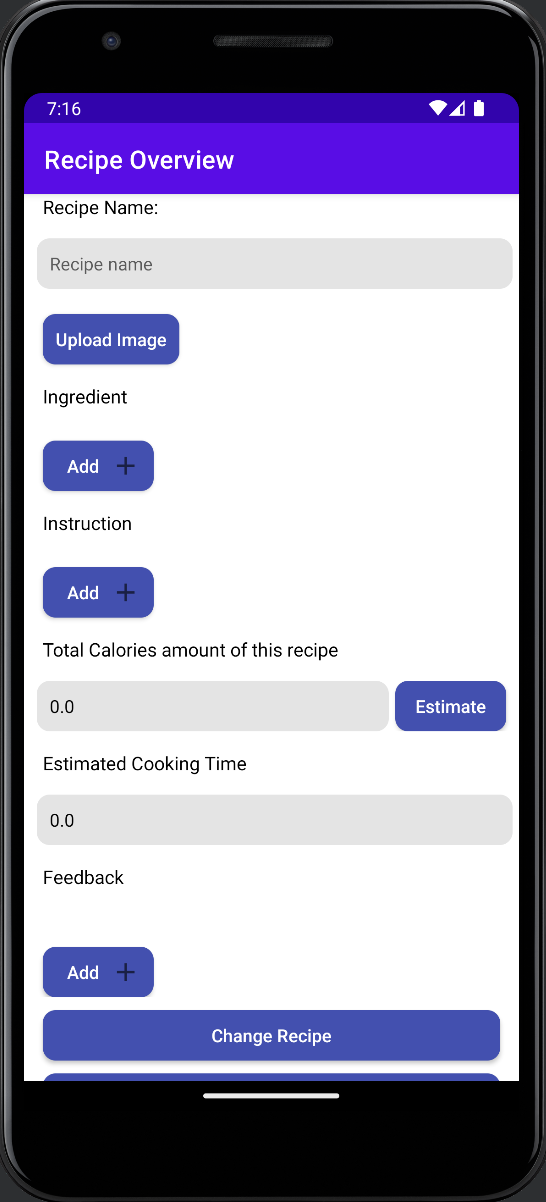 7:16
Recipe Overview
Recipe Name:
Recipe name
Upload Image
Ingredient
Add
Instruction
Add
Total Calories amount of this recipe
0.0 Estimate
Estimated Cooking Time
0.0
Feedback
Add
Change Recipe